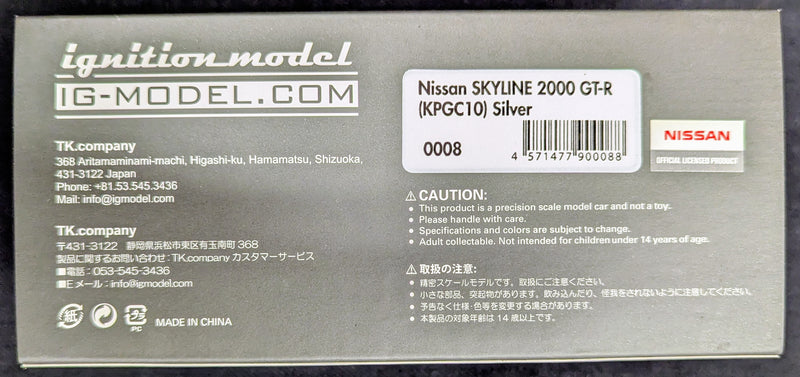 ignition model
IG-MODEL.COM
TK.company
368 Aritamaminami-machi, Higashi-ku, Hamamatsu, Shizuoka,
431-3122 Japan
Phone: +81.53.545.3436
Mail: info@igmodel.com
TK.company
〒431-3122 静岡県浜松市東区有玉南町 368
製品に関するお問い合わせ : TK.company カスタマーサービス
■電話 : 053-545-3436
■E メール : info@igmodel.com
紙
プラ
PC
MADE IN CHINA
Nissan SKYLINE 2000 GT-R
(KPGC10) Silver
0008
4 571477 900088
NISSAN
OFFICIAL LICENSED PRODUCT
⚠CAUTION:
• This product is a precision scale model car and not a toy.
• Please handle with care.
• Specifications and colors are subject to change.
• Adult collectable. Not intended for children under 14 years of age.
⚠取扱の注意:
• 精密スケールモデルです。取扱にご注意ください。
• 小さな部品、突起物があります。飲み込んだり、怪我をされないように注意してください。
• 予告なく仕様・色等を変更する場合があります。
• 本製品の対象年齢は 14 歳以上です。